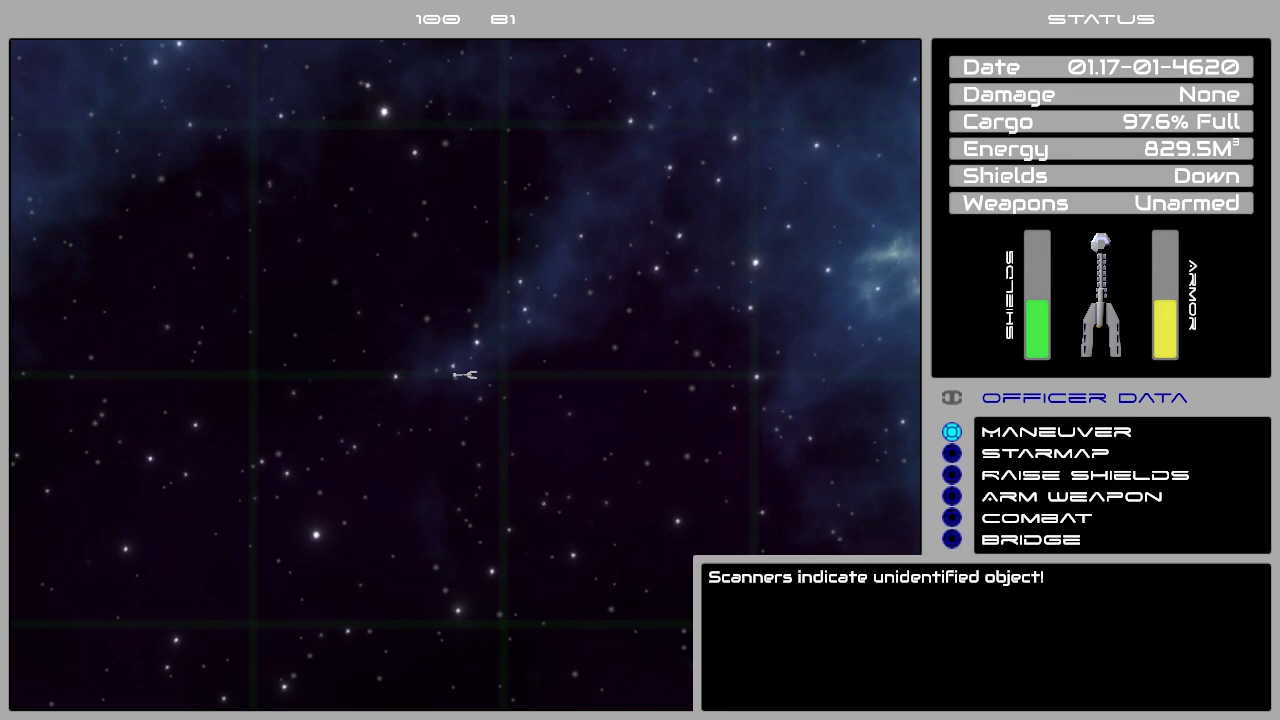 100 81
STATUS
Date 01.17-01-4620
Damage None
Cargo 97.6% Full
Energy 829.5M³
Shields Down
Weapons Unarmed
SCIEIHS
ARMOR
OFFICER DATA
MANEUVER
STARMAP
RAISE SHIELDS
ARM WEAPON
COMBAT
BRIDGE
Scanners indicate unidentified object!